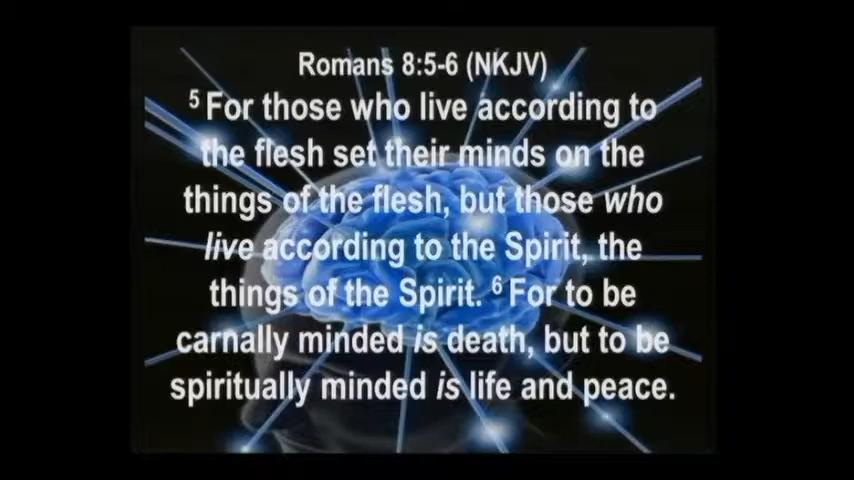 Romans 8:5-6 (NKJV)
⁵ For those who live according to
the flesh set their minds on the
things of the flesh, but those who
live according to the Spirit, the
things of the Spirit. ⁶ For to be
carnally minded is death, but to be
spiritually minded is life and peace.